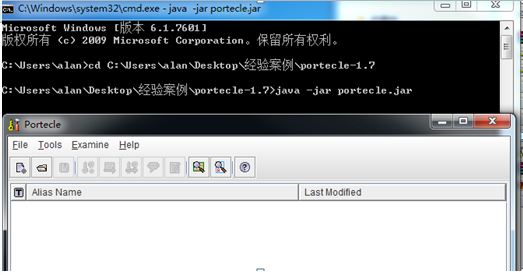 C:\Windows\system32\cmd.exe - java -jar portecle.jar
Microsoft Windows [版本 6.1.7601]
版权所有 (c) 2009 Microsoft Corporation。保留所有权利。
C:\Users\alan>cd C:\Users\alan\Desktop\经验案例\portecle-1.7
C:\Users\alan\Desktop\经验案例\portecle-1.7>java -jar portecle.jar
Portecle
File Tools Examine Help
T Alias Name Last Modified